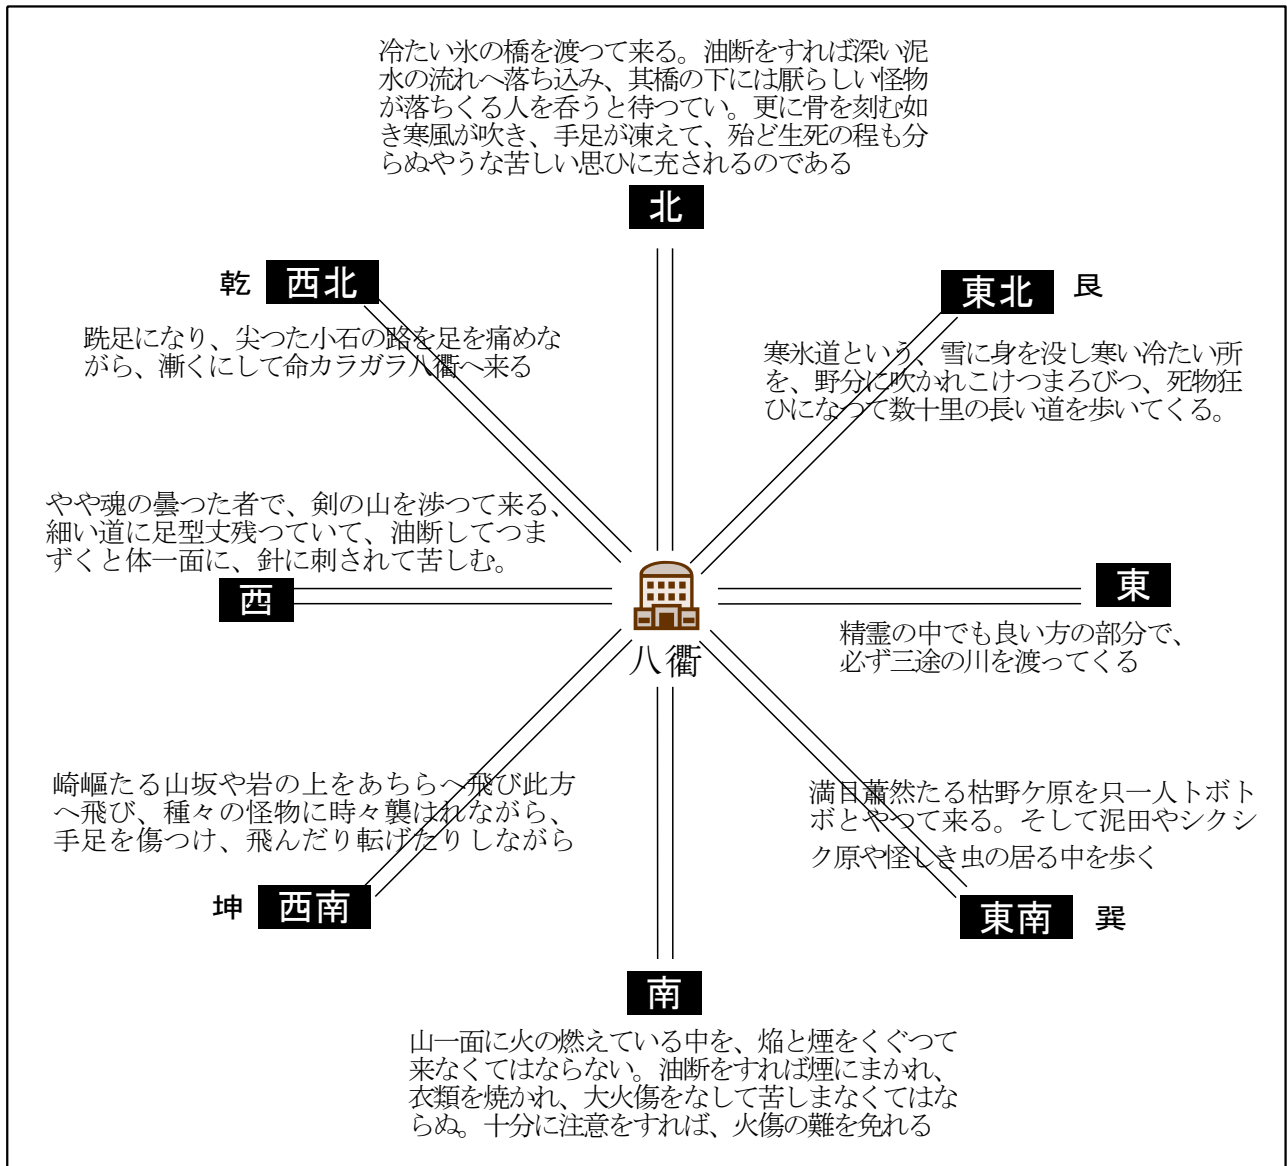 冷たい氷の橋を渡つて来る。油断をすれば深い泥
水の流れへ落ち込み、其橋の下には厭らしい怪物
が落ちくる人を呑うと待つてい。更に骨を刻む如
き寒風が吹き、手足が凍えて、殆ど生死の程も分
らぬやうな苦しい思ひに充されるのである
北
乾 西北
東北 艮
跣足になり、尖つた小石の路を足を痛めな
がら、漸くにして命カラガラ八衢へ来る
寒氷道という、雪に身を没し寒い冷たい所
を、野分に吹かれこけつまろびつ、死物狂
ひになつて数十里の長い道を歩いてくる。
やや魂の曇つた者で、剣の山を渉つて来る、
細い道に足型丈残つていて、油断してつま
ずくと体一面に、針に刺されて苦しむ。
西
東
精霊の中でも良い方の部分で、
必ず三途の川を渡ってくる
八衢
崎嶇たる山坂や岩の上をあちらへ飛び此方
へ飛び、種々の怪物に時々襲はれながら、
手足を傷つけ、飛んだり転げたりしながら
満目蕭然たる枯野ケ原を只一人トボト
ボとやつて来る。そして泥田やシクシ
ク原や怪しき虫の居る中を歩く
坤 西南
東南 巽
南
山一面に火の燃えている中を、焔と煙をくぐつて
来なくてはならない。油断をすれば煙にまかれ、
衣類を焼かれ、大火傷をなして苦しまなくてはな
らぬ。十分に注意をすれば、火傷の難を免れる